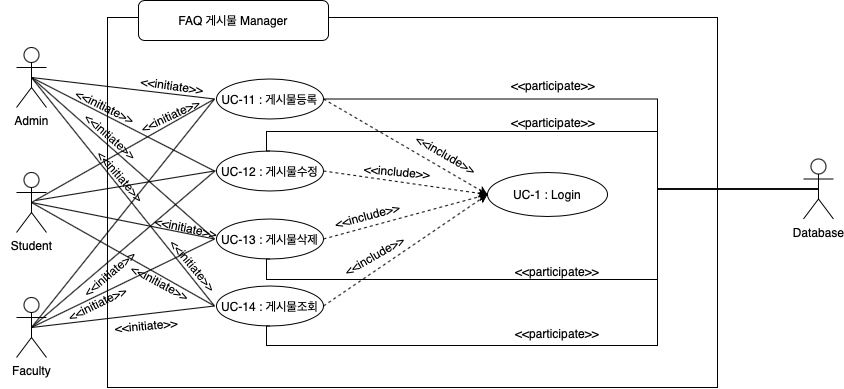 FAQ 게시물 Manager
Admin
Student
Faculty
<<initiate>>
<<initiate>>
<<initiate>>
<<initiate>>
<<initiate>>
<<initiate>>
<<initiate>>
<<initiate>>
<<initiate>>
<<initiate>>
<<initiate>>
UC-11 : 게시물등록
UC-12 : 게시물수정
UC-13 : 게시물삭제
UC-14 : 게시물조회
<<include>>
<<include>>
<<include>>
<<include>>
UC-1 : Login
<<participate>>
<<participate>>
<<participate>>
<<participate>>
Database